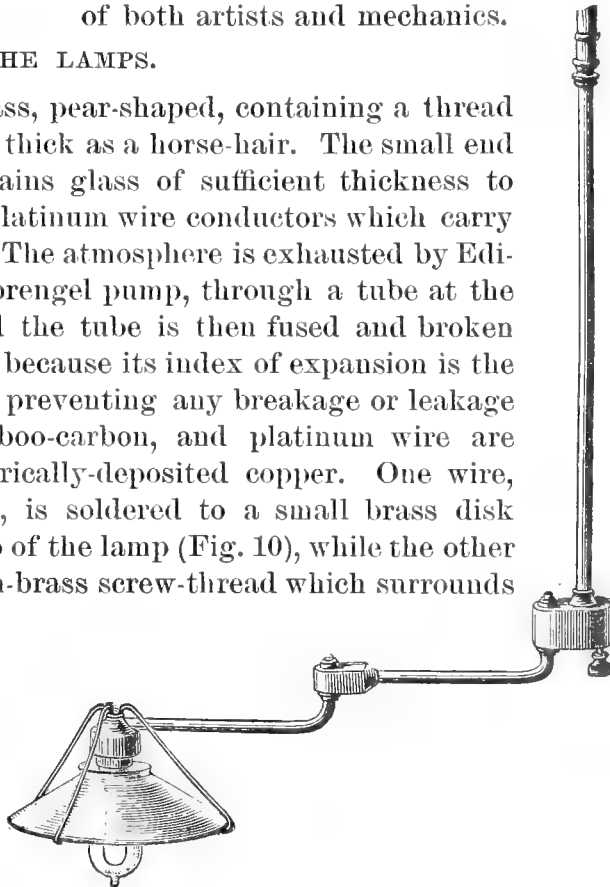 of both artists and mechanics.
HE LAMPS.
ss, pear-shaped, containing a thread
thick as a horse-hair. The small end
ains glass of sufficient thickness to
latinum wire conductors which carry
The atmosphere is exhausted by Edi-
prengel pump, through a tube at the
l the tube is then fused and broken
because its index of expansion is the
preventing any breakage or leakage
boo-carbon, and platinum wire are
rically-deposited copper. One wire,
, is soldered to a small brass disk
of the lamp (Fig. 10), while the other
-brass screw-thread which surrounds